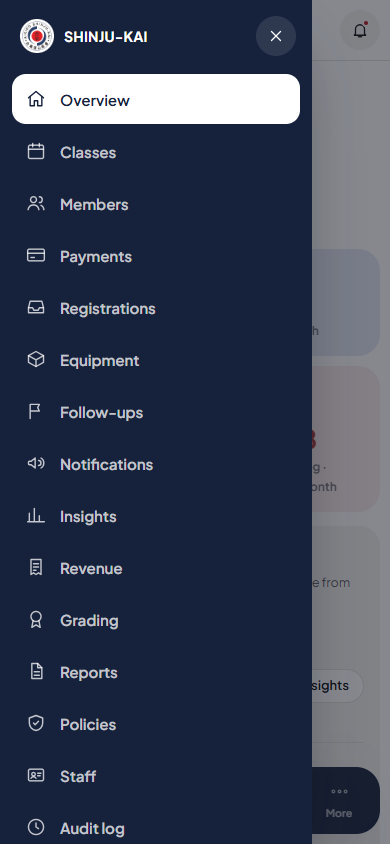 SHINJU-KAI
Overview
Classes
Members
Payments
Registrations
Equipment
Follow-ups
Notifications
Insights
Revenue
Grading
Reports
Policies
Staff
Audit log
h
g ·
onth
e from
sights
More